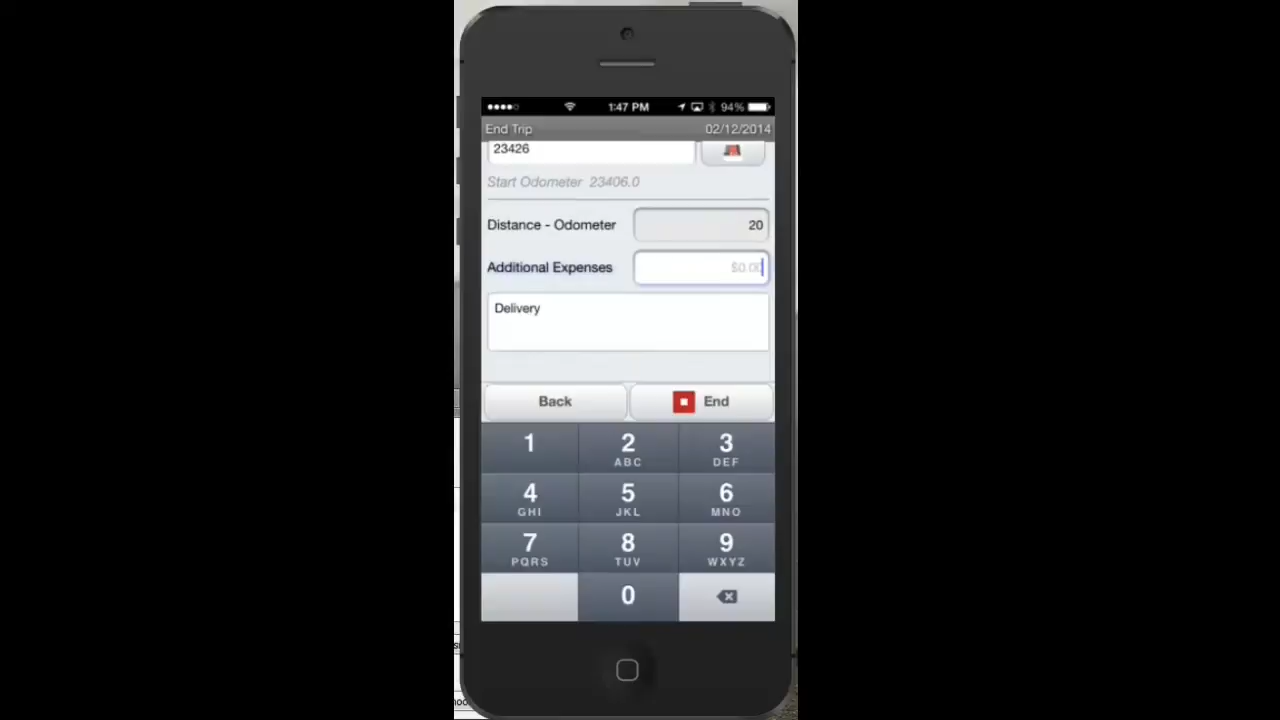 1:47 PM 94%
End Trip 02/12/2014
23426
Start Odometer 23406.0
Distance - Odometer 20
Additional Expenses $0.00
Delivery
Back End
1 2 3
ABC DEF
4 5 6
GHI JKL MNO
7 8 9
PQRS TUV WXYZ
0